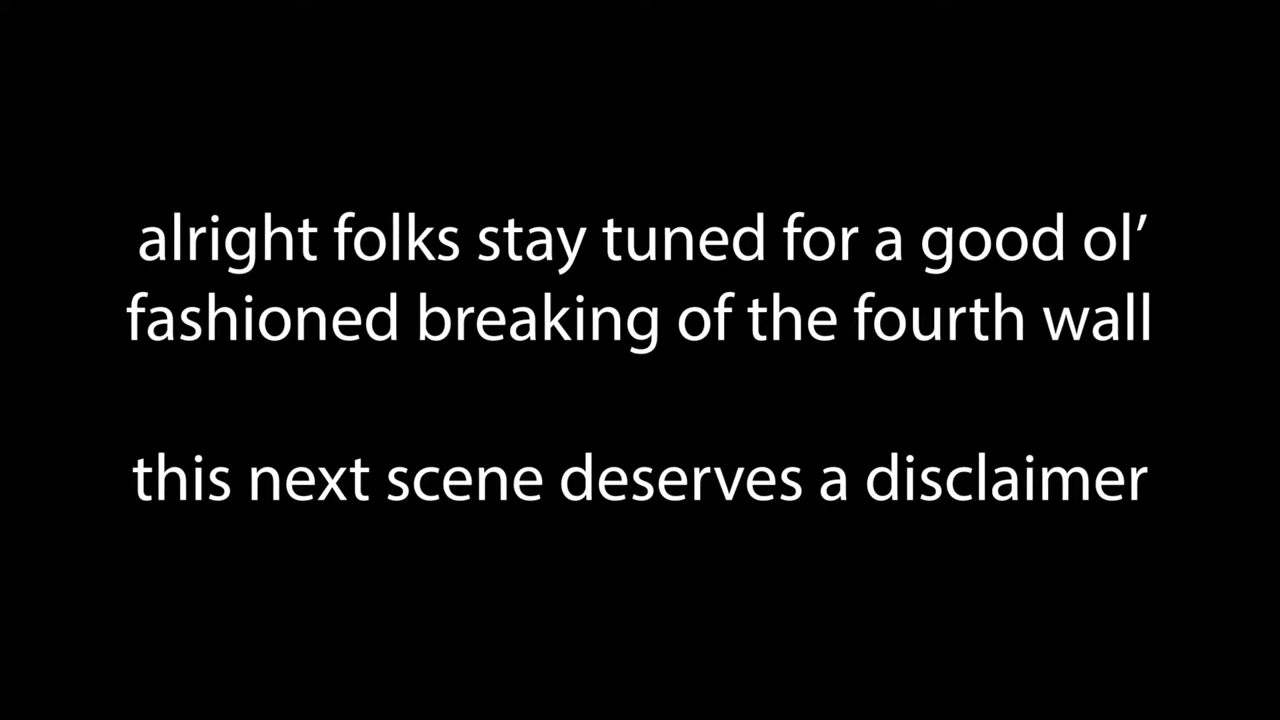 alright folks stay tuned for a good ol’
fashioned breaking of the fourth wall
this next scene deserves a disclaimer